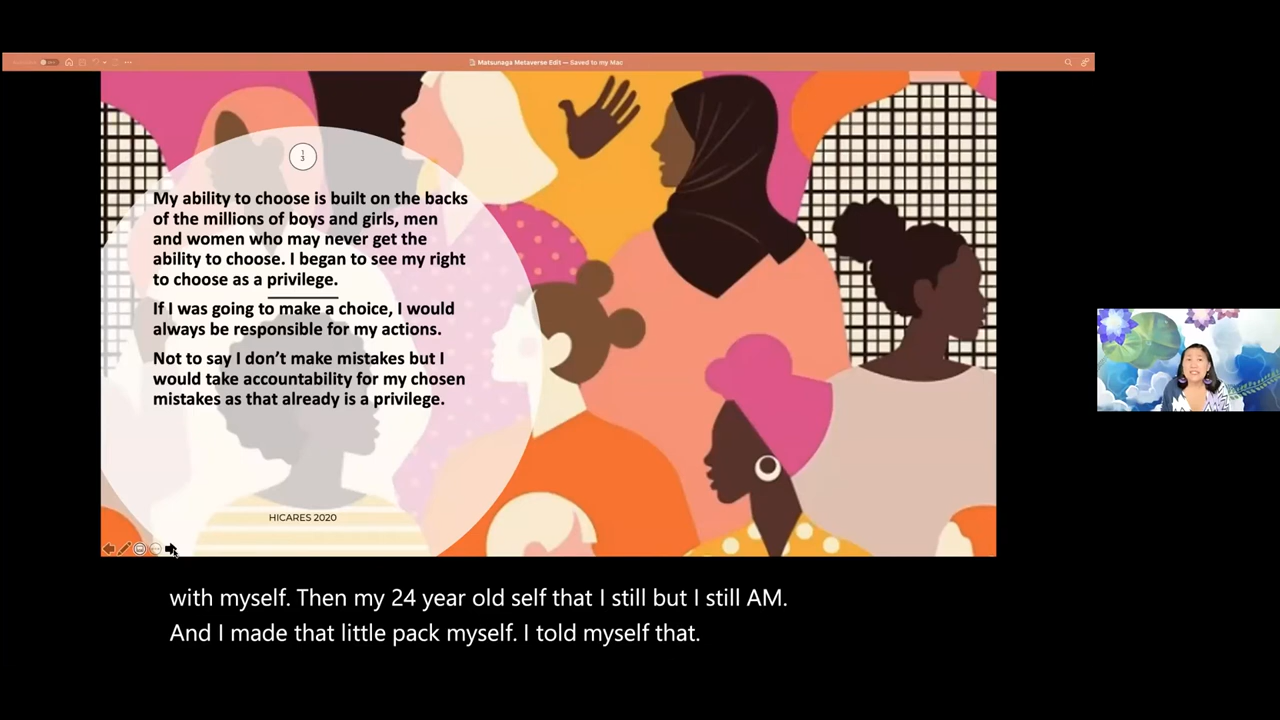 Matsunaga Metaverse Edit — Saved to my Mac
1
3
My ability to choose is built on the backs
of the millions of boys and girls, men
and women who may never get the
ability to choose. I began to see my right
to choose as a privilege.
If I was going to make a choice, I would
always be responsible for my actions.
Not to say I don’t make mistakes but I
would take accountability for my chosen
mistakes as that already is a privilege.
HICARES 2020
with myself. Then my 24 year old self that I still but I still AM.
And I made that little pack myself. I told myself that.